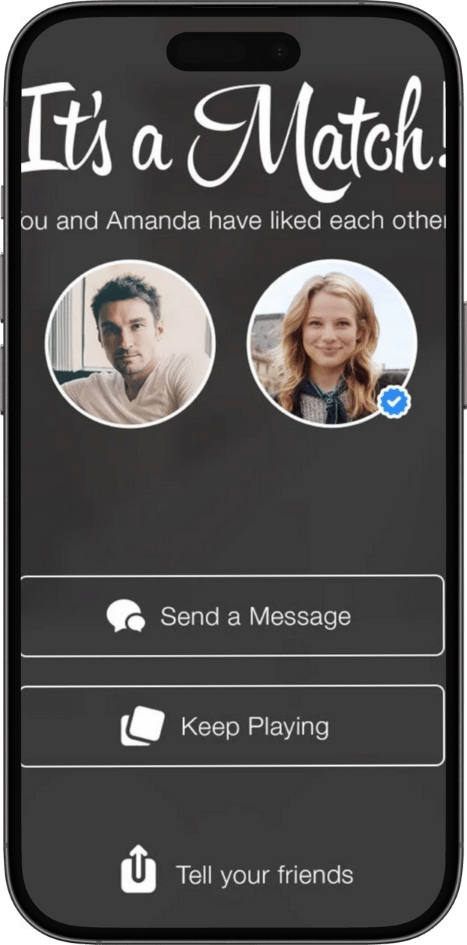 It's a Match!
ou and Amanda have liked each other
Send a Message
Keep Playing
Tell your friends